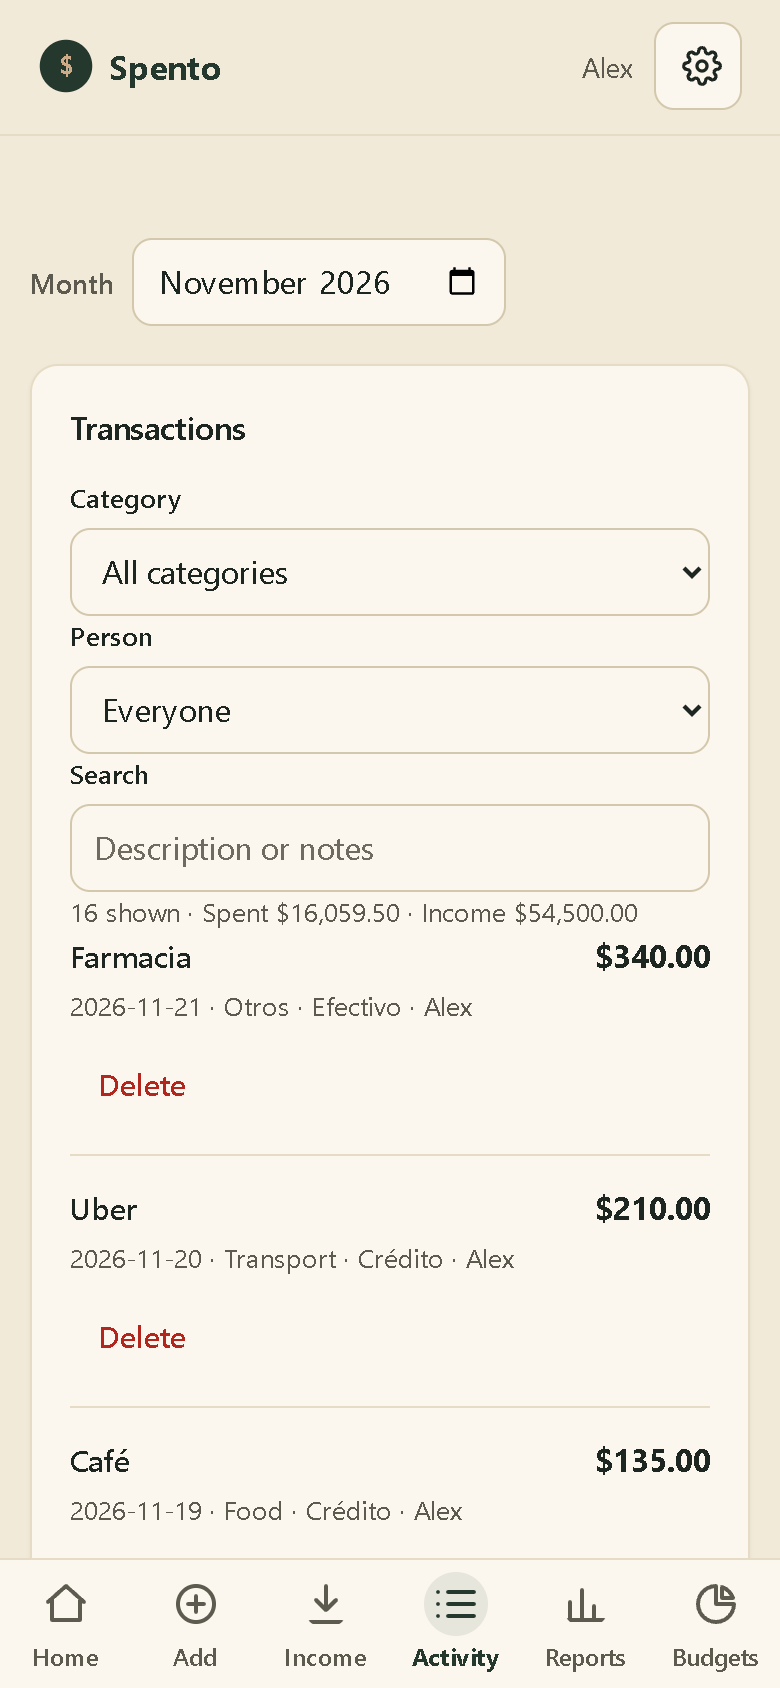 $ Spento
Alex
Month
November 2026
Transactions
Category
All categories
Person
Everyone
Search
Description or notes
16 shown · Spent $16,059.50 · Income $54,500.00
Farmacia $340.00
2026-11-21 · Otros · Efectivo · Alex
Delete
Uber $210.00
2026-11-20 · Transport · Crédito · Alex
Delete
Café $135.00
2026-11-19 · Food · Crédito · Alex
Home Add Income Activity Reports Budgets